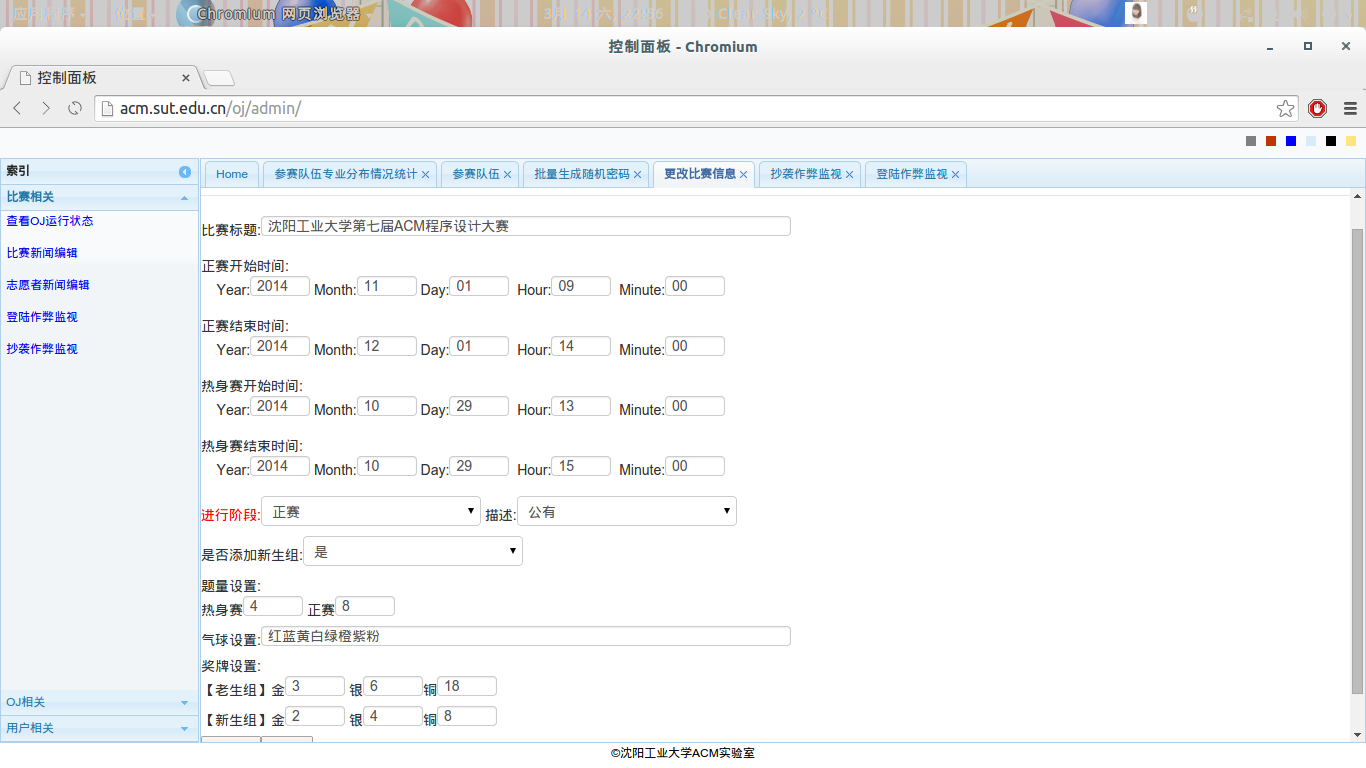 Chromium 网页浏览器
控制面板 - Chromium
控制面板
acm.sut.edu.cn/oj/admin/
索引
比赛相关
查看OJ运行状态
比赛新闻编辑
志愿者新闻编辑
登陆作弊监视
抄袭作弊监视
OJ相关
用户相关
Home 参赛队伍专业分布情况统计 参赛队伍 批量生成随机密码 更改比赛信息 抄袭作弊监视 登陆作弊监视
比赛标题: 沈阳工业大学第七届ACM程序设计大赛
正赛开始时间:
Year: 2014 Month: 11 Day: 01 Hour: 09 Minute: 00
正赛结束时间:
Year: 2014 Month: 12 Day: 01 Hour: 14 Minute: 00
热身赛开始时间:
Year: 2014 Month: 10 Day: 29 Hour: 13 Minute: 00
热身赛结束时间:
Year: 2014 Month: 10 Day: 29 Hour: 15 Minute: 00
进行阶段: 正赛 描述: 公有
是否添加新生组: 是
题量设置:
热身赛 4 正赛 8
气球设置: 红蓝黄白绿橙紫粉
奖牌设置:
【老生组】金 3 银 6 铜 18
【新生组】金 2 银 4 铜 8
©沈阳工业大学ACM实验室